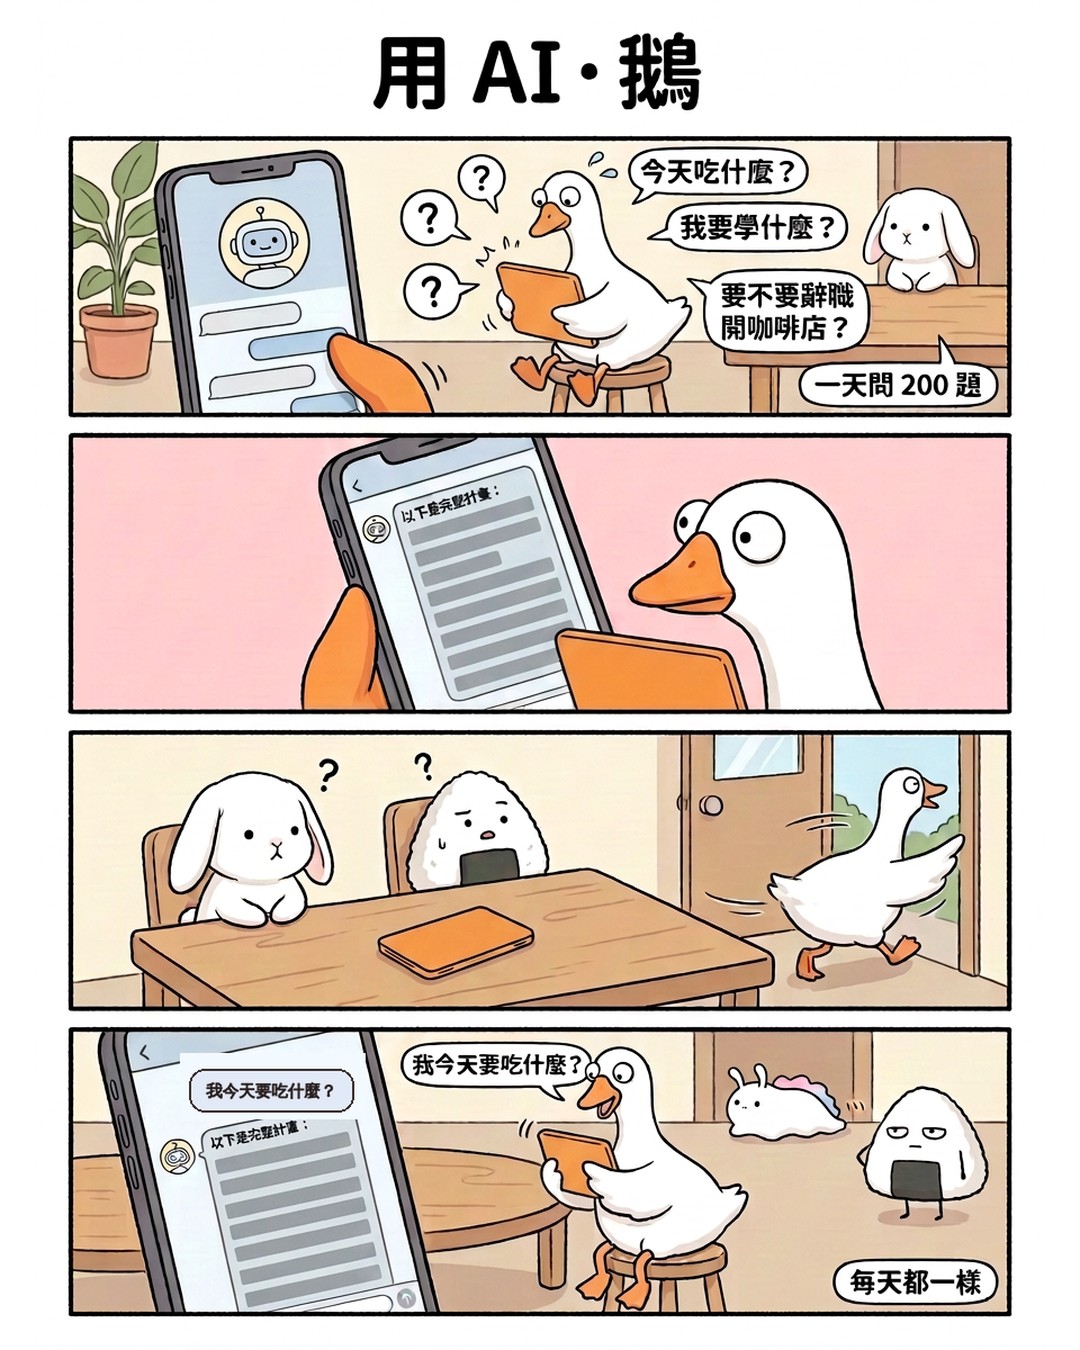 用 AI·鵝
?
?
?
今天吃什麼？
我要學什麼？
要不要辭職
開咖啡店？
一天問 200 題
以下是完整計畫：
?
?
我今天要吃什麼？
以下是完整計畫：
我今天要吃什麼?
每天都一樣